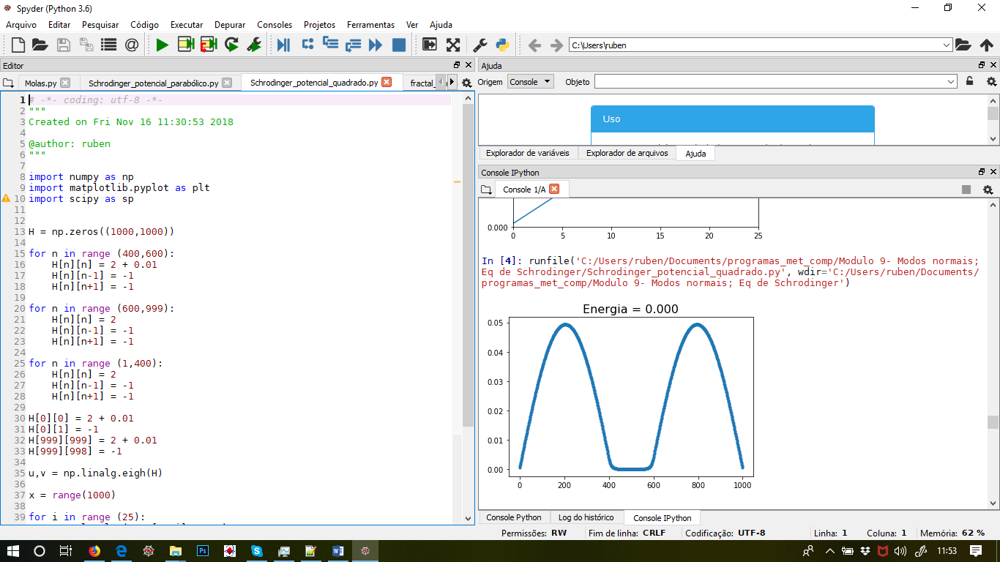 Spyder (Python 3.6)
Arquivo Editar Pesquisar Código Executar Depurar Consoles Projetos Ferramentas Ver Ajuda
C:\Users\ruben
Editor
Molas.py Schrodinger_potencial_parabólico.py Schrodinger_potencial_quadrado.py
1 # -*- coding: utf-8 -*-
2 """
3 Created on Fri Nov 16 11:30:53 2018
4
5 @author: ruben
6 """
7
8 import numpy as np
9 import matplotlib.pyplot as plt
10 import scipy as sp
11
12
13 H = np.zeros((1000,1000))
14
15 for n in range (400,600):
16     H[n][n] = 2 + 0.01
17     H[n][n-1] = -1
18     H[n][n+1] = -1
19
20 for n in range (600,999):
21     H[n][n] = 2
22     H[n][n-1] = -1
23     H[n][n+1] = -1
24
25 for n in range (1,400):
26     H[n][n] = 2
27     H[n][n-1] = -1
28     H[n][n+1] = -1
29
30 H[0][0] = 2 + 0.01
31 H[0][1] = -1
32 H[999][999] = 2 + 0.01
33 H[999][998] = -1
34
35 u,v = np.linalg.eigh(H)
36
37 x = range(1000)
38
39 for i in range (25):
Ajuda
Origem Console Objeto
Uso
Explorador de variáveis Explorador de arquivos Ajuda
Console IPython
Console 1/A
0.000
0 5 10 15 20 25
In [4]: runfile('C:/Users/ruben/Documents/programas_met_comp/Modulo 9- Modos normais;
Eq de Schrodinger/Schrodinger_potencial_quadrado.py', wdir='C:/Users/ruben/Documents/
programas_met_comp/Modulo 9- Modos normais; Eq de Schrodinger')
Energia = 0.000
0.05
0.04
0.03
0.02
0.01
0.00
0 200 400 600 800 1000
Console Python Log do histórico Console IPython
Permissões: RW Fim de linha: CRLF Codificação: UTF-8 Linha: 1 Coluna: 1 Memória: 62 %
11:53